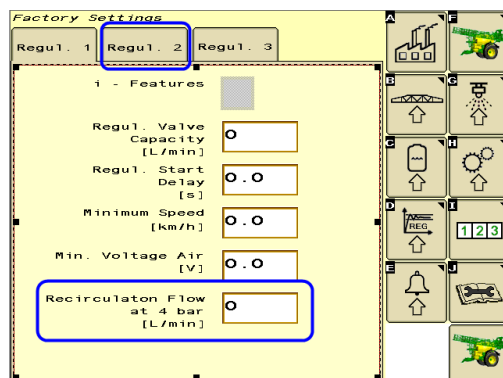 Factory Settings
Regul. 1
Regul. 2
Regul. 3
i - Features
Regul. Valve
Capacity
[L/min]
0
Regul. Start
Delay
[s]
0.0
Minimum Speed
[km/h]
0.0
Min. Voltage Air
[V]
0.0
Recirculaton Flow
at 4 bar
[L/min]
0
A
F
B
G
C
H
D
REG
I
1 2 3
E
J